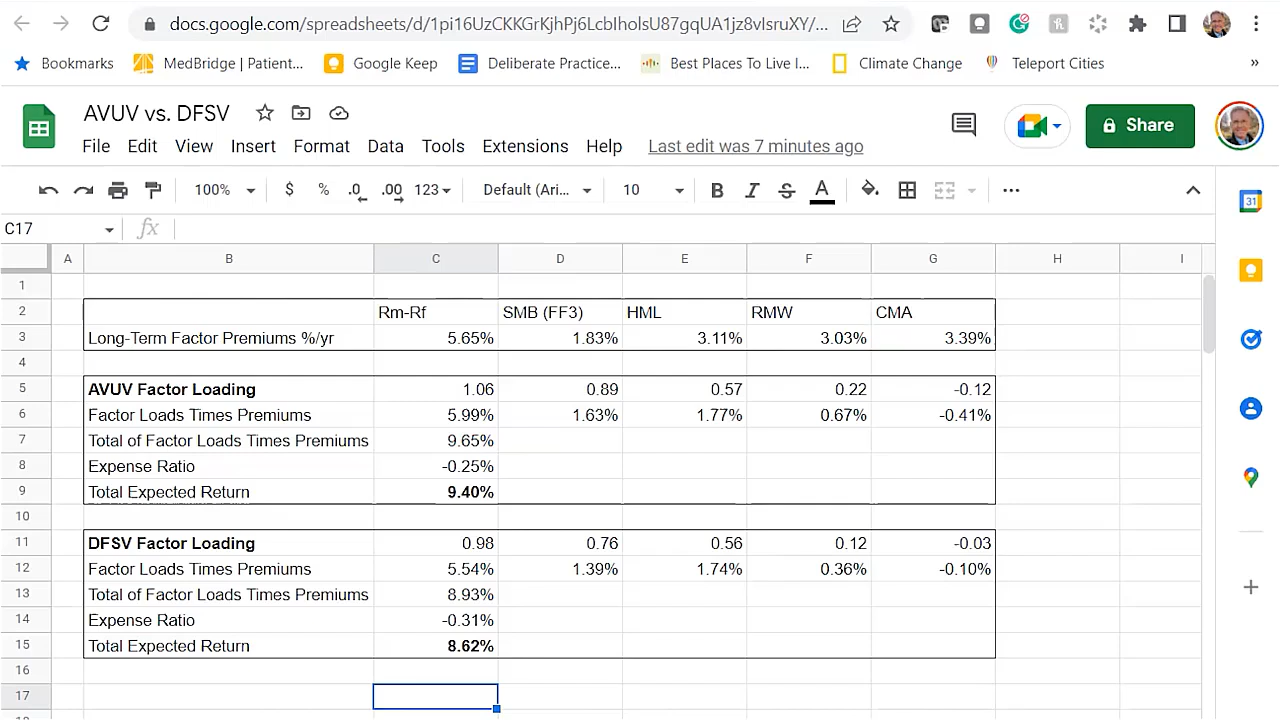 docs.google.com/spreadsheets/d/1pi16UzCKKGrKjhPj6LcbIholsU87gqUA1jz8vIsruXY/...
Bookmarks MedBridge | Patient... Google Keep Deliberate Practice... Best Places To Live I... Climate Change Teleport Cities »
AVUV vs. DFSV
File Edit View Insert Format Data Tools Extensions Help Last edit was 7 minutes ago
Share
100% $ % .0 .00 123 Default (Ari... 10 B I S A ...
31
C17 fx
A B C D E F G H I
1
2 Rm-Rf SMB (FF3) HML RMW CMA
3 Long-Term Factor Premiums %/yr 5.65% 1.83% 3.11% 3.03% 3.39%
4
5 AVUV Factor Loading 1.06 0.89 0.57 0.22 -0.12
6 Factor Loads Times Premiums 5.99% 1.63% 1.77% 0.67% -0.41%
7 Total of Factor Loads Times Premiums 9.65%
8 Expense Ratio -0.25%
9 Total Expected Return 9.40%
10
11 DFSV Factor Loading 0.98 0.76 0.56 0.12 -0.03
12 Factor Loads Times Premiums 5.54% 1.39% 1.74% 0.36% -0.10%
13 Total of Factor Loads Times Premiums 8.93%
14 Expense Ratio -0.31%
15 Total Expected Return 8.62%
16
17